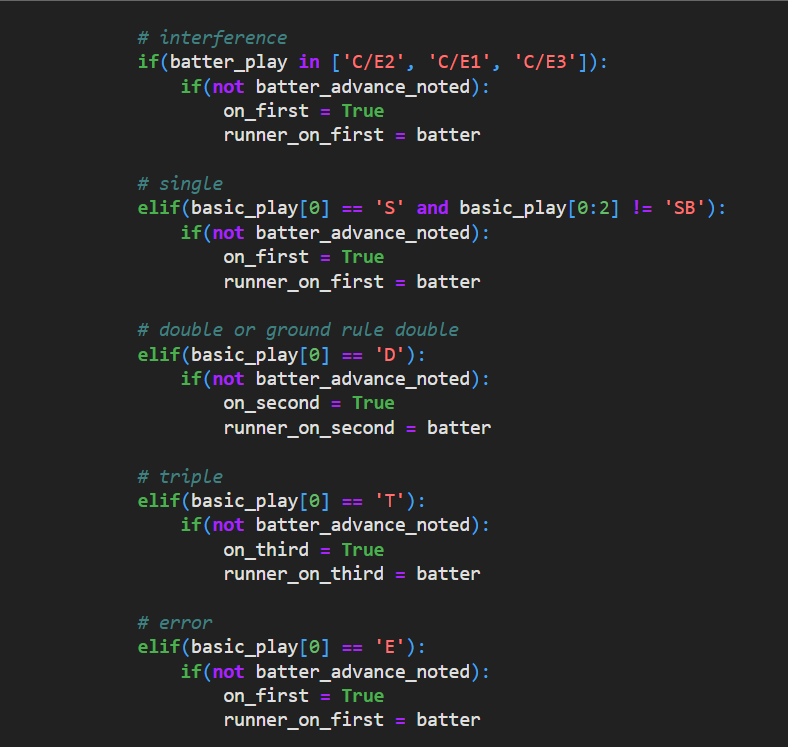 # interference
if(batter_play in ['C/E2', 'C/E1', 'C/E3']):
if(not batter_advance_noted):
on_first = True
runner_on_first = batter
# single
elif(basic_play[0] == 'S' and basic_play[0:2] != 'SB'):
if(not batter_advance_noted):
on_first = True
runner_on_first = batter
# double or ground rule double
elif(basic_play[0] == 'D'):
if(not batter_advance_noted):
on_second = True
runner_on_second = batter
# triple
elif(basic_play[0] == 'T'):
if(not batter_advance_noted):
on_third = True
runner_on_third = batter
# error
elif(basic_play[0] == 'E'):
if(not batter_advance_noted):
on_first = True
runner_on_first = batter